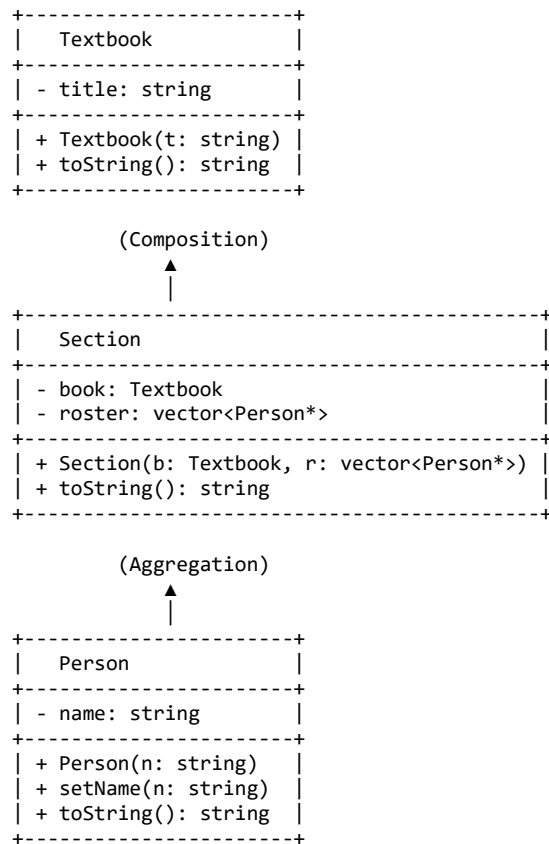 +-----------------------+
|   Textbook            |
+-----------------------+
| - title: string       |
+-----------------------+
| + Textbook(t: string) |
| + toString(): string  |
+-----------------------+
(Composition)
▲
|
+--------------------------------------------+
|   Section                                  |
+--------------------------------------------+
| - book: Textbook                           |
| - roster: vector<Person*>                  |
+--------------------------------------------+
| + Section(b: Textbook, r: vector<Person*>) |
| + toString(): string                       |
+--------------------------------------------+
(Aggregation)
▲
|
+-----------------------+
|   Person              |
+-----------------------+
| - name: string        |
+-----------------------+
| + Person(n: string)   |
| + setName(n: string)  |
| + toString(): string  |
+-----------------------+